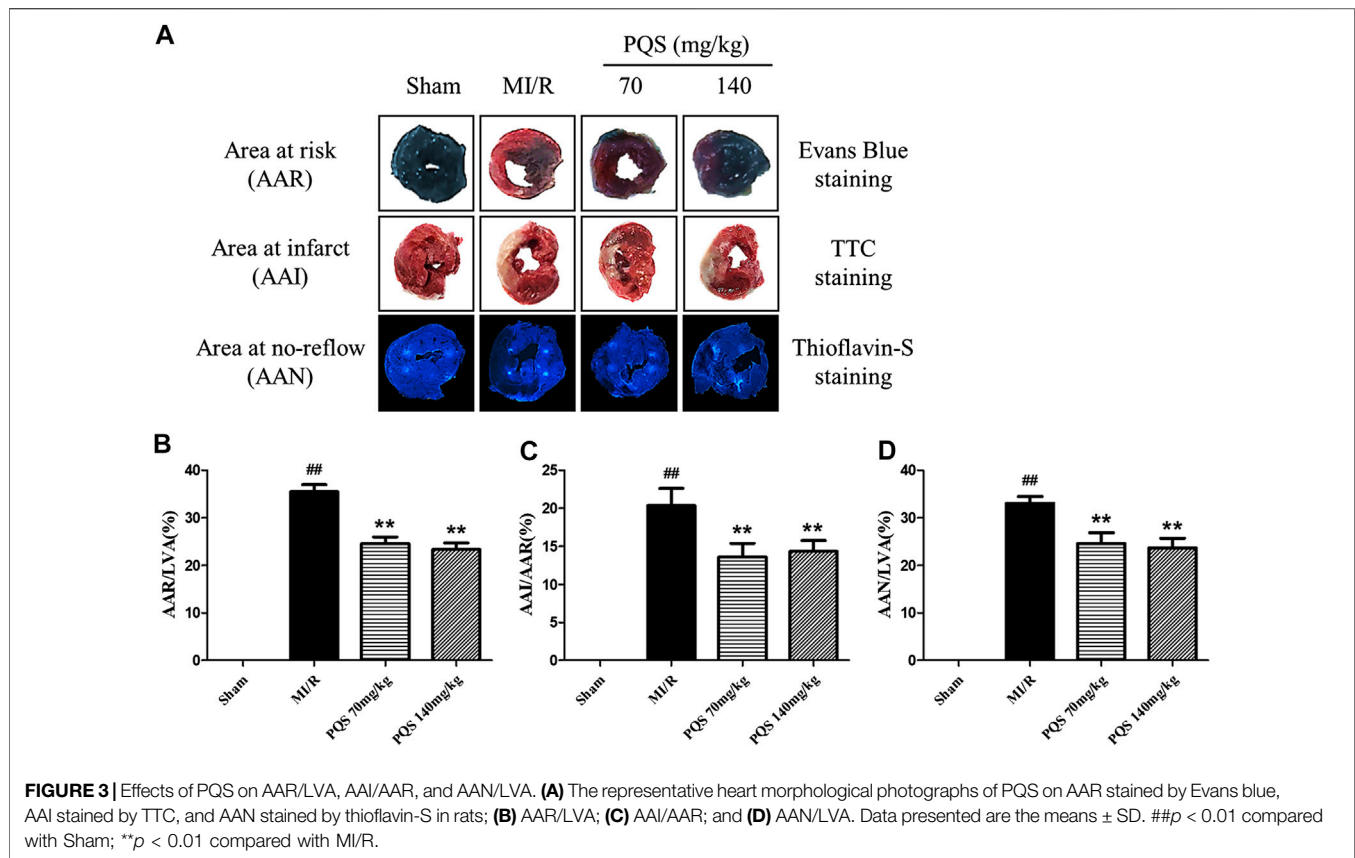 A
PQS (mg/kg)
Sham MI/R 70 140
Area at risk
(AAR)
Evans Blue
staining
Area at infarct
(AAI)
TTC
staining
Area at no-reflow
(AAN)
Thioflavin-S
staining
B
AAR/LVA(%)
40
30
20
10
0
##
**
**
Sham
MI/R
PQS 70mg/kg
PQS 140mg/kg
C
AAI/AAR(%)
25
20
15
10
5
0
##
**
**
Sham
MI/R
PQS 70mg/kg
PQS 140mg/kg
D
AAN/LVA(%)
40
30
20
10
0
##
**
**
Sham
MI/R
PQS 70mg/kg
PQS 140mg/kg
FIGURE 3 | Effects of PQS on AAR/LVA, AAI/AAR, and AAN/LVA. (A) The representative heart morphological photographs of PQS on AAR stained by Evans blue,
AAI stained by TTC, and AAN stained by thioflavin-S in rats; (B) AAR/LVA; (C) AAI/AAR; and (D) AAN/LVA. Data presented are the means ± SD. ##p < 0.01 compared
with Sham; **p < 0.01 compared with MI/R.